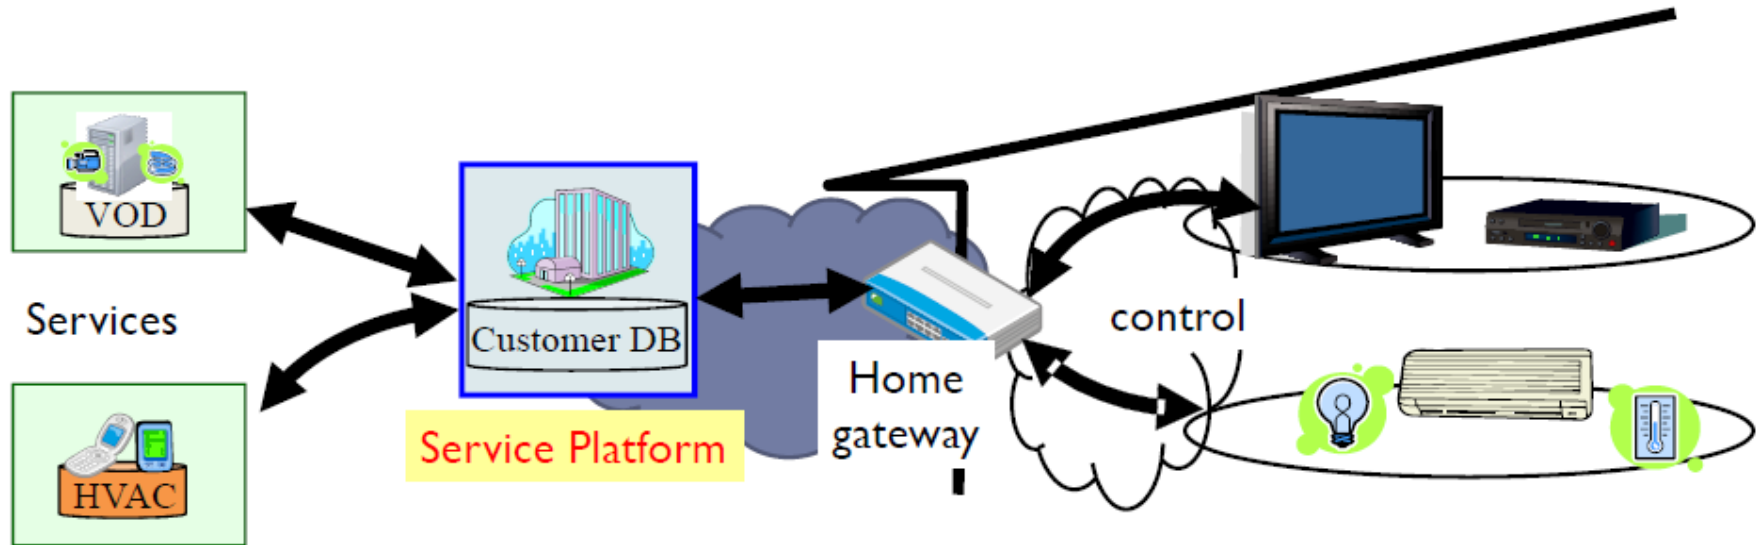 VOD
Services
HVAC
Customer DB
Service Platform
Home
gateway
control